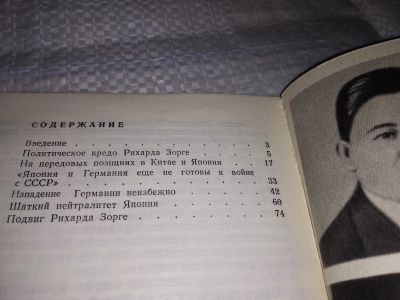 СОДЕРЖАНИЕ
Введение . . . . . . . 3
Политическое кредо Рихарда Зорге . . . 5
На передовых позициях в Китае и Японии . . 17
«Япония и Германия еще не готовы к войне
с СССР» . . . . . . . 33
Нападение Германии неизбежно . . . 42
Шаткий нейтралитет Японии . . . . 60
Подвиг Рихарда Зорге . . . . . 74